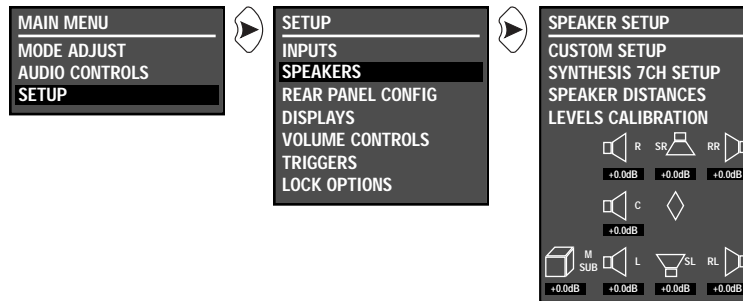 MAIN MENU
MODE ADJUST
AUDIO CONTROLS
SETUP
SETUP
INPUTS
SPEAKERS
REAR PANEL CONFIG
DISPLAYS
VOLUME CONTROLS
TRIGGERS
LOCK OPTIONS
SPEAKER SETUP
CUSTOM SETUP
SYNTHESIS 7CH SETUP
SPEAKER DISTANCES
LEVELS CALIBRATION
R SR RR
+0.0dB +0.0dB +0.0dB
C
+0.0dB
M
SUB L SL RL
+0.0dB +0.0dB +0.0dB +0.0dB